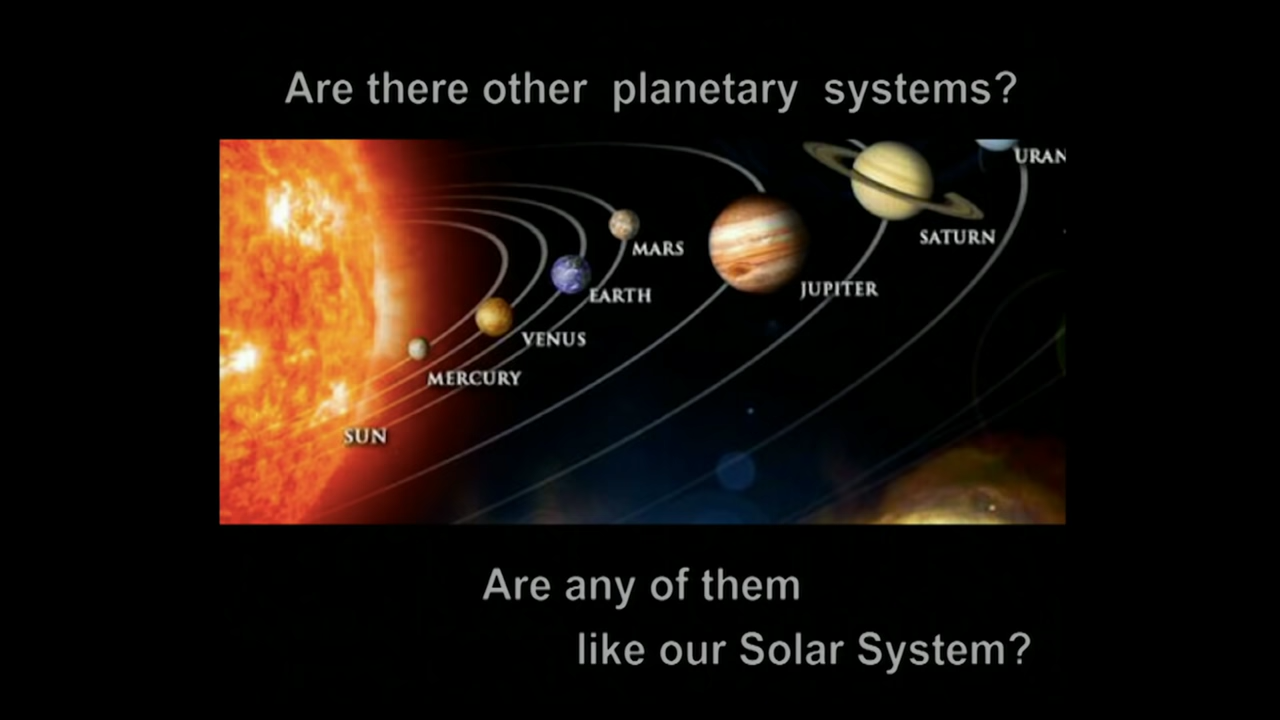 Are there other planetary systems?
URAN
SATURN
MARS
JUPITER
EARTH
VENUS
MERCURY
SUN
Are any of them
like our Solar System?